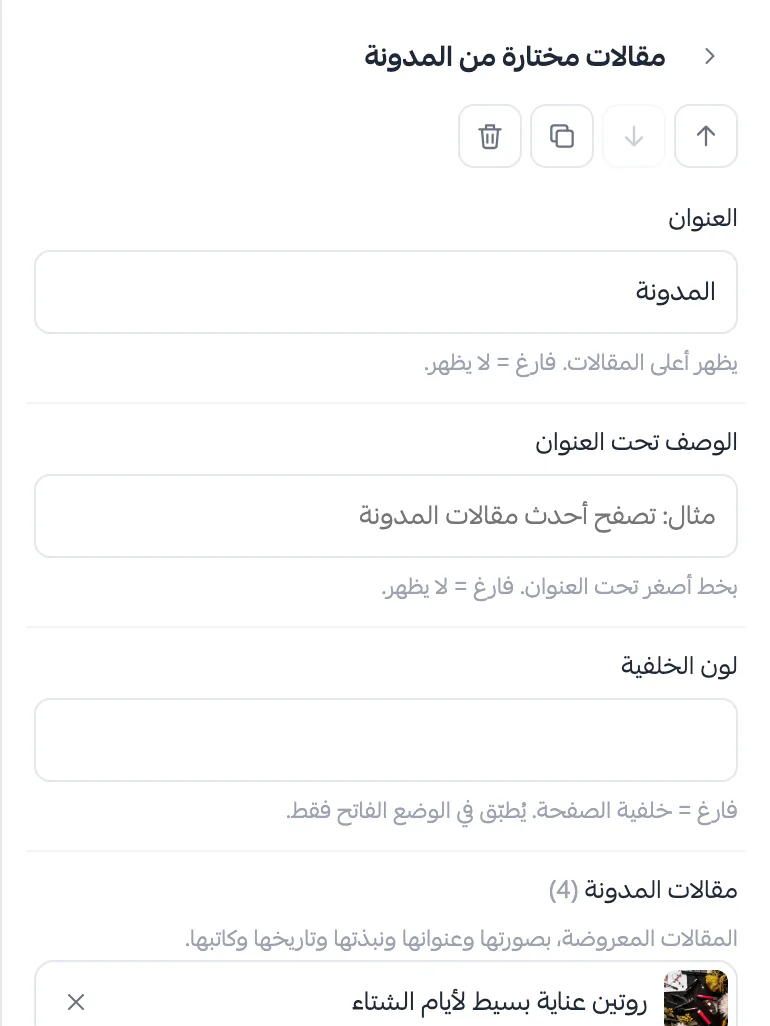 مقالات مختارة من المدونة
العنوان
المدونة
يظهر أعلى المقالات. فارغ = لا يظهر.
الوصف تحت العنوان
مثال: تصفح أحدث مقالات المدونة
بخط أصغر تحت العنوان. فارغ = لا يظهر.
لون الخلفية
فارغ = خلفية الصفحة. يُطبّق في الوضع الفاتح فقط.
مقالات المدونة (4)
المقالات المعروضة، بصورتها وعنوانها ونبذتها وتاريخها وكاتبها.
روتين عناية بسيط لأيام الشتاء